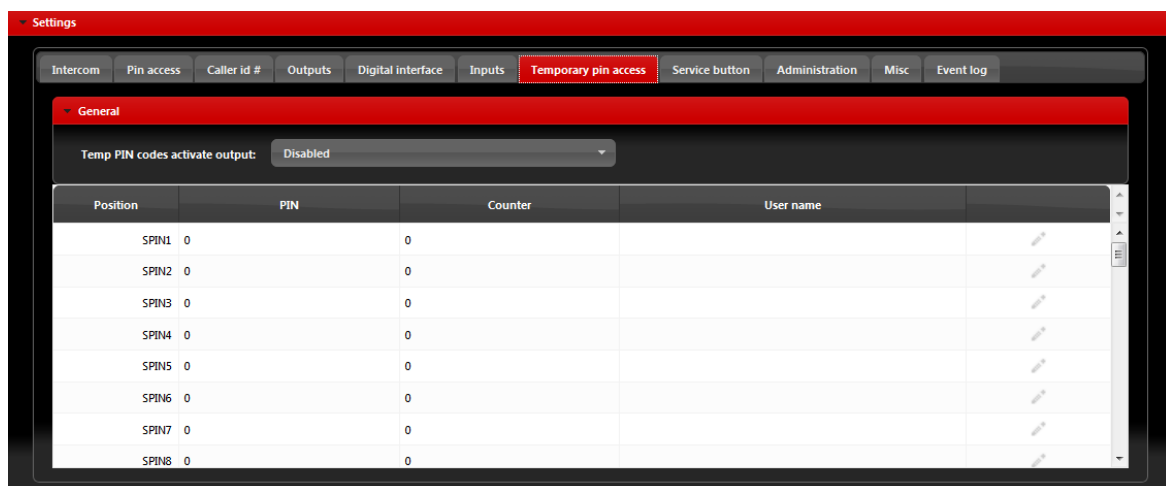 Settings
Intercom Pin access Caller id # Outputs Digital interface Inputs Temporary pin access Service button Administration Misc Event log
General
Temp PIN codes activate output: Disabled
Position PIN Counter User name
SPIN1 0 0
SPIN2 0 0
SPIN3 0 0
SPIN4 0 0
SPIN5 0 0
SPIN6 0 0
SPIN7 0 0
SPIN8 0 0